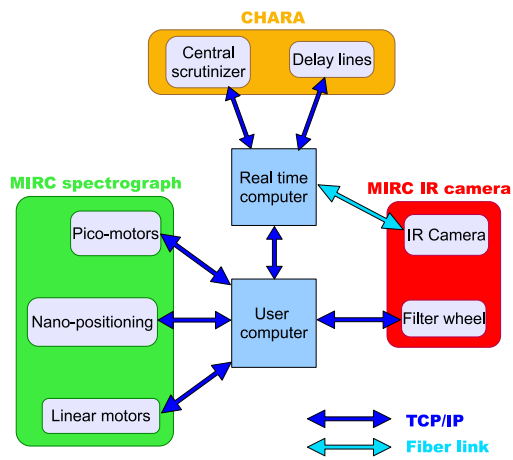 CHARA
Central
scrutinizer
Delay lines
Real time
computer
MIRC spectrograph
Pico-motors
Nano-positioning
Linear motors
User
computer
MIRC IR camera
IR Camera
Filter wheel
TCP/IP
Fiber link